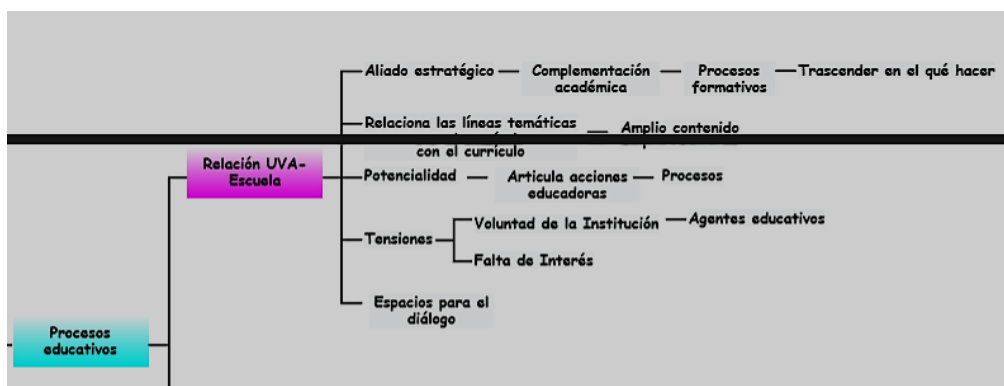 Aliado estratégico
Complementación
académica
Procesos
formativos
Trascender en el qué hacer
Relaciona las líneas temáticas
con el currículo
Amplio contenido
Relación UVA-
Escuela
Potencialidad
Articula acciones
educadoras
Procesos
Tensiones
Voluntad de la Institución
Agentes educativos
Falta de Interés
Espacios para el
diálogo
Procesos
educativos